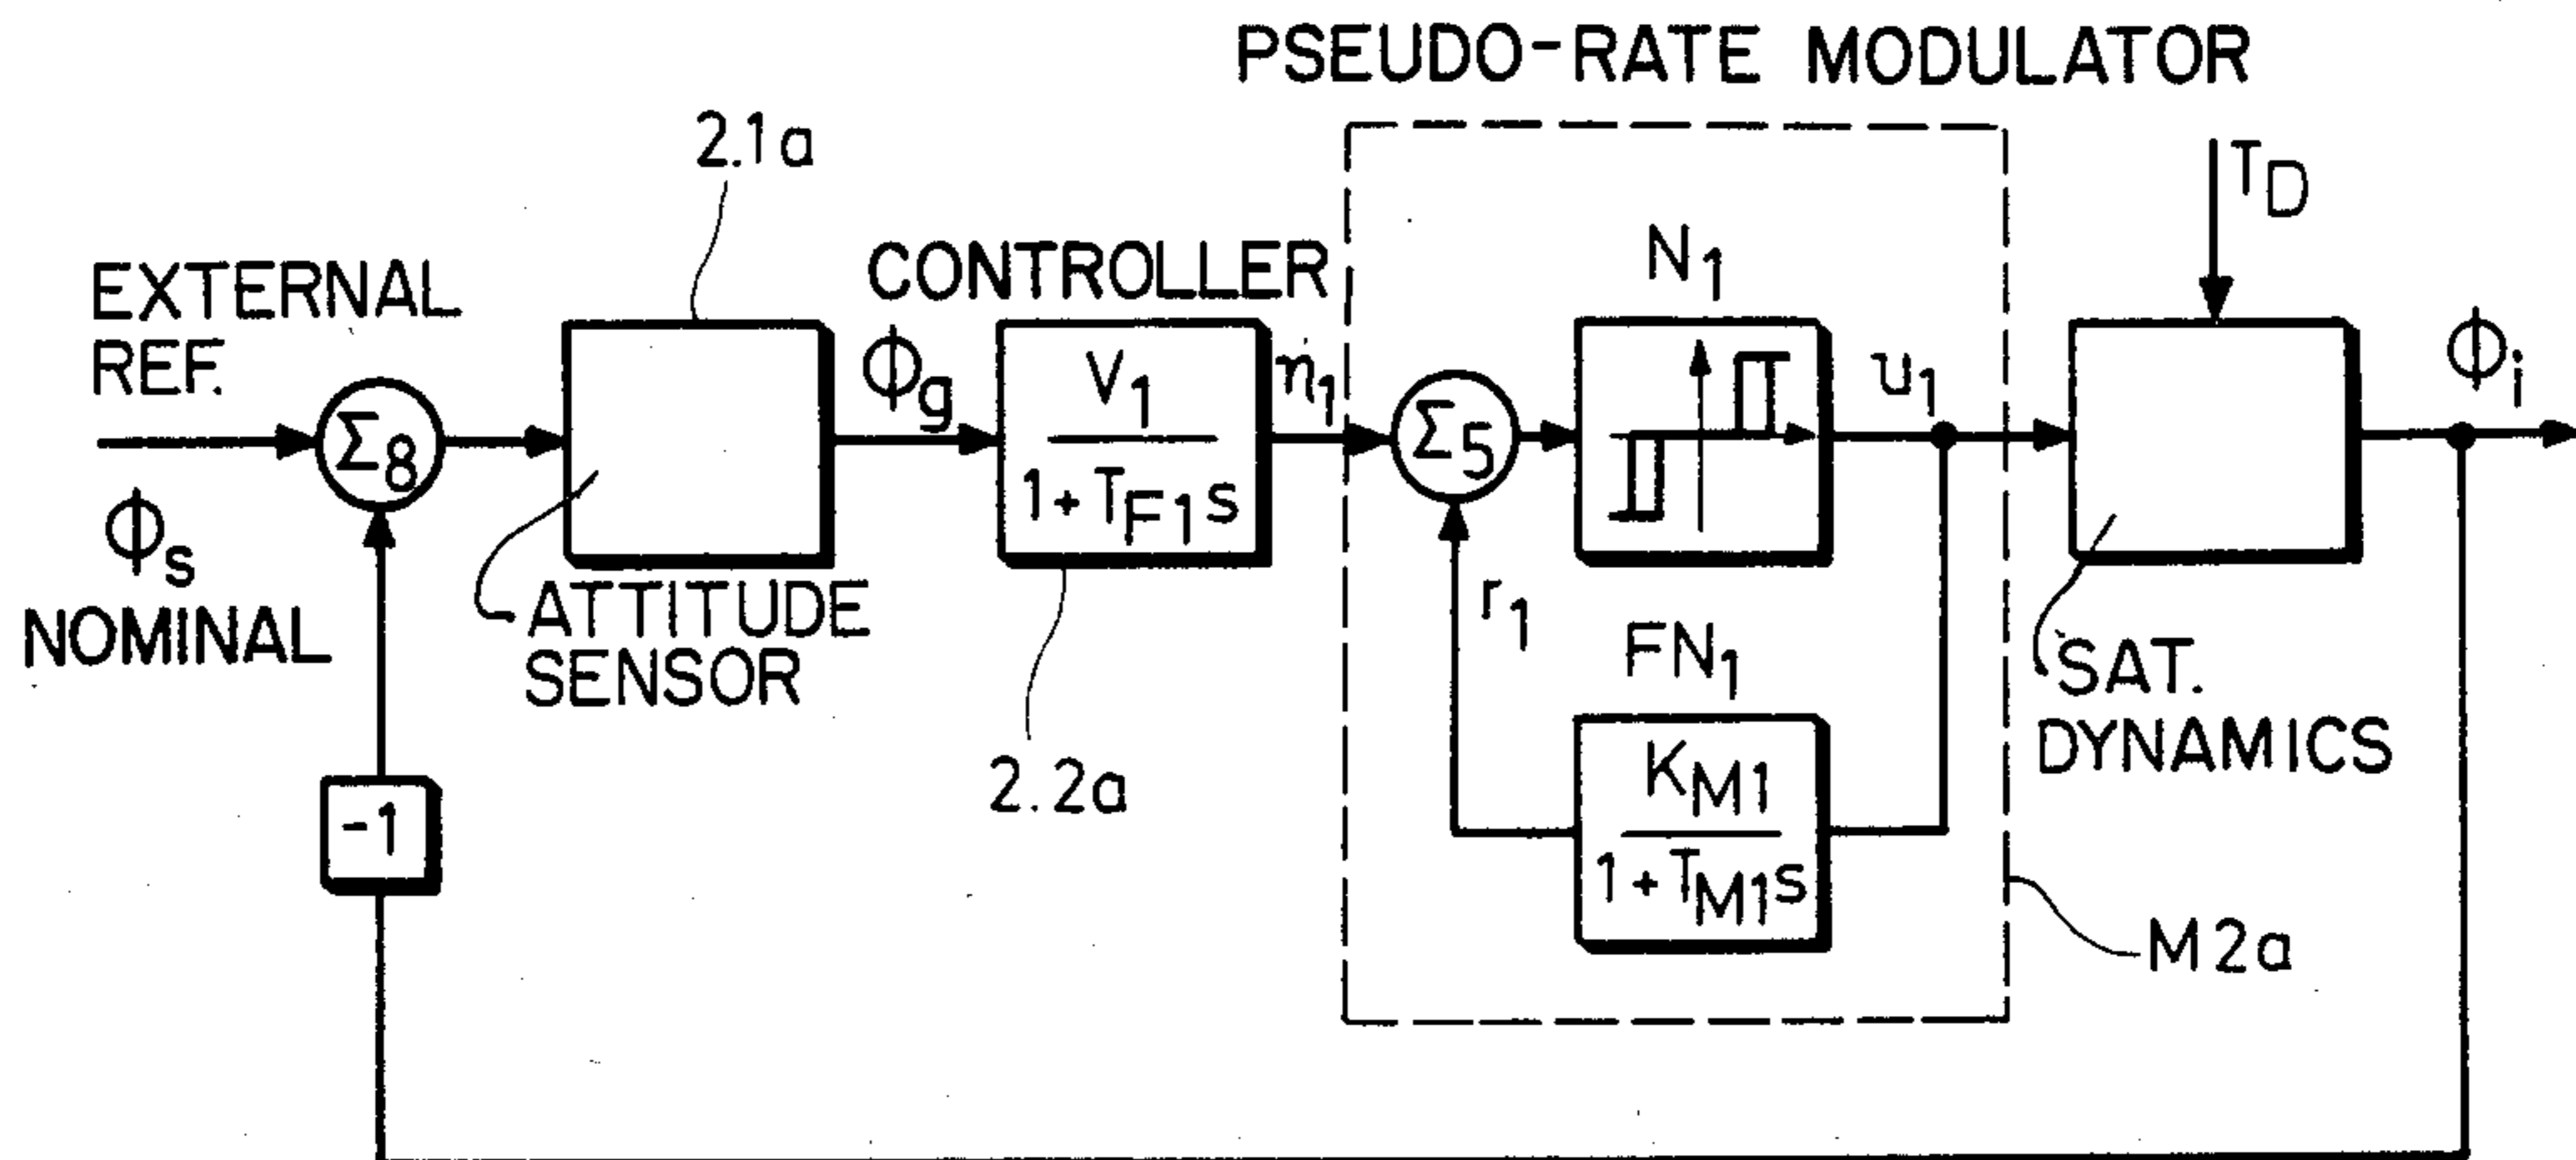 PSEUDO-RATE MODULATOR
2.1a
T_D
N_1
EXTERNAL
REF.
CONTROLLER
Σ_8
ϕ_g
V_1
1 + T_F1 s
η_1
Σ_5
u_1
ϕ_i
ϕ_s
NOMINAL
ATTITUDE
SENSOR
r_1
FN_1
SAT.
DYNAMICS
2.2a
-1
K_M1
1 + T_M1 s
M2a